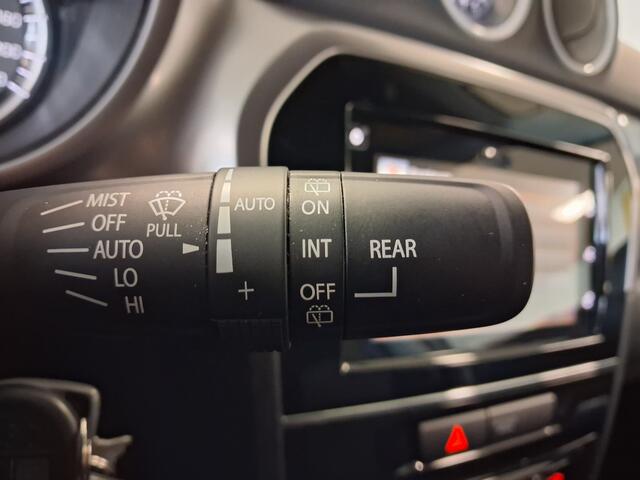 MIST
OFF
AUTO
LO
HI
PULL
AUTO
+
ON
INT
OFF
REAR